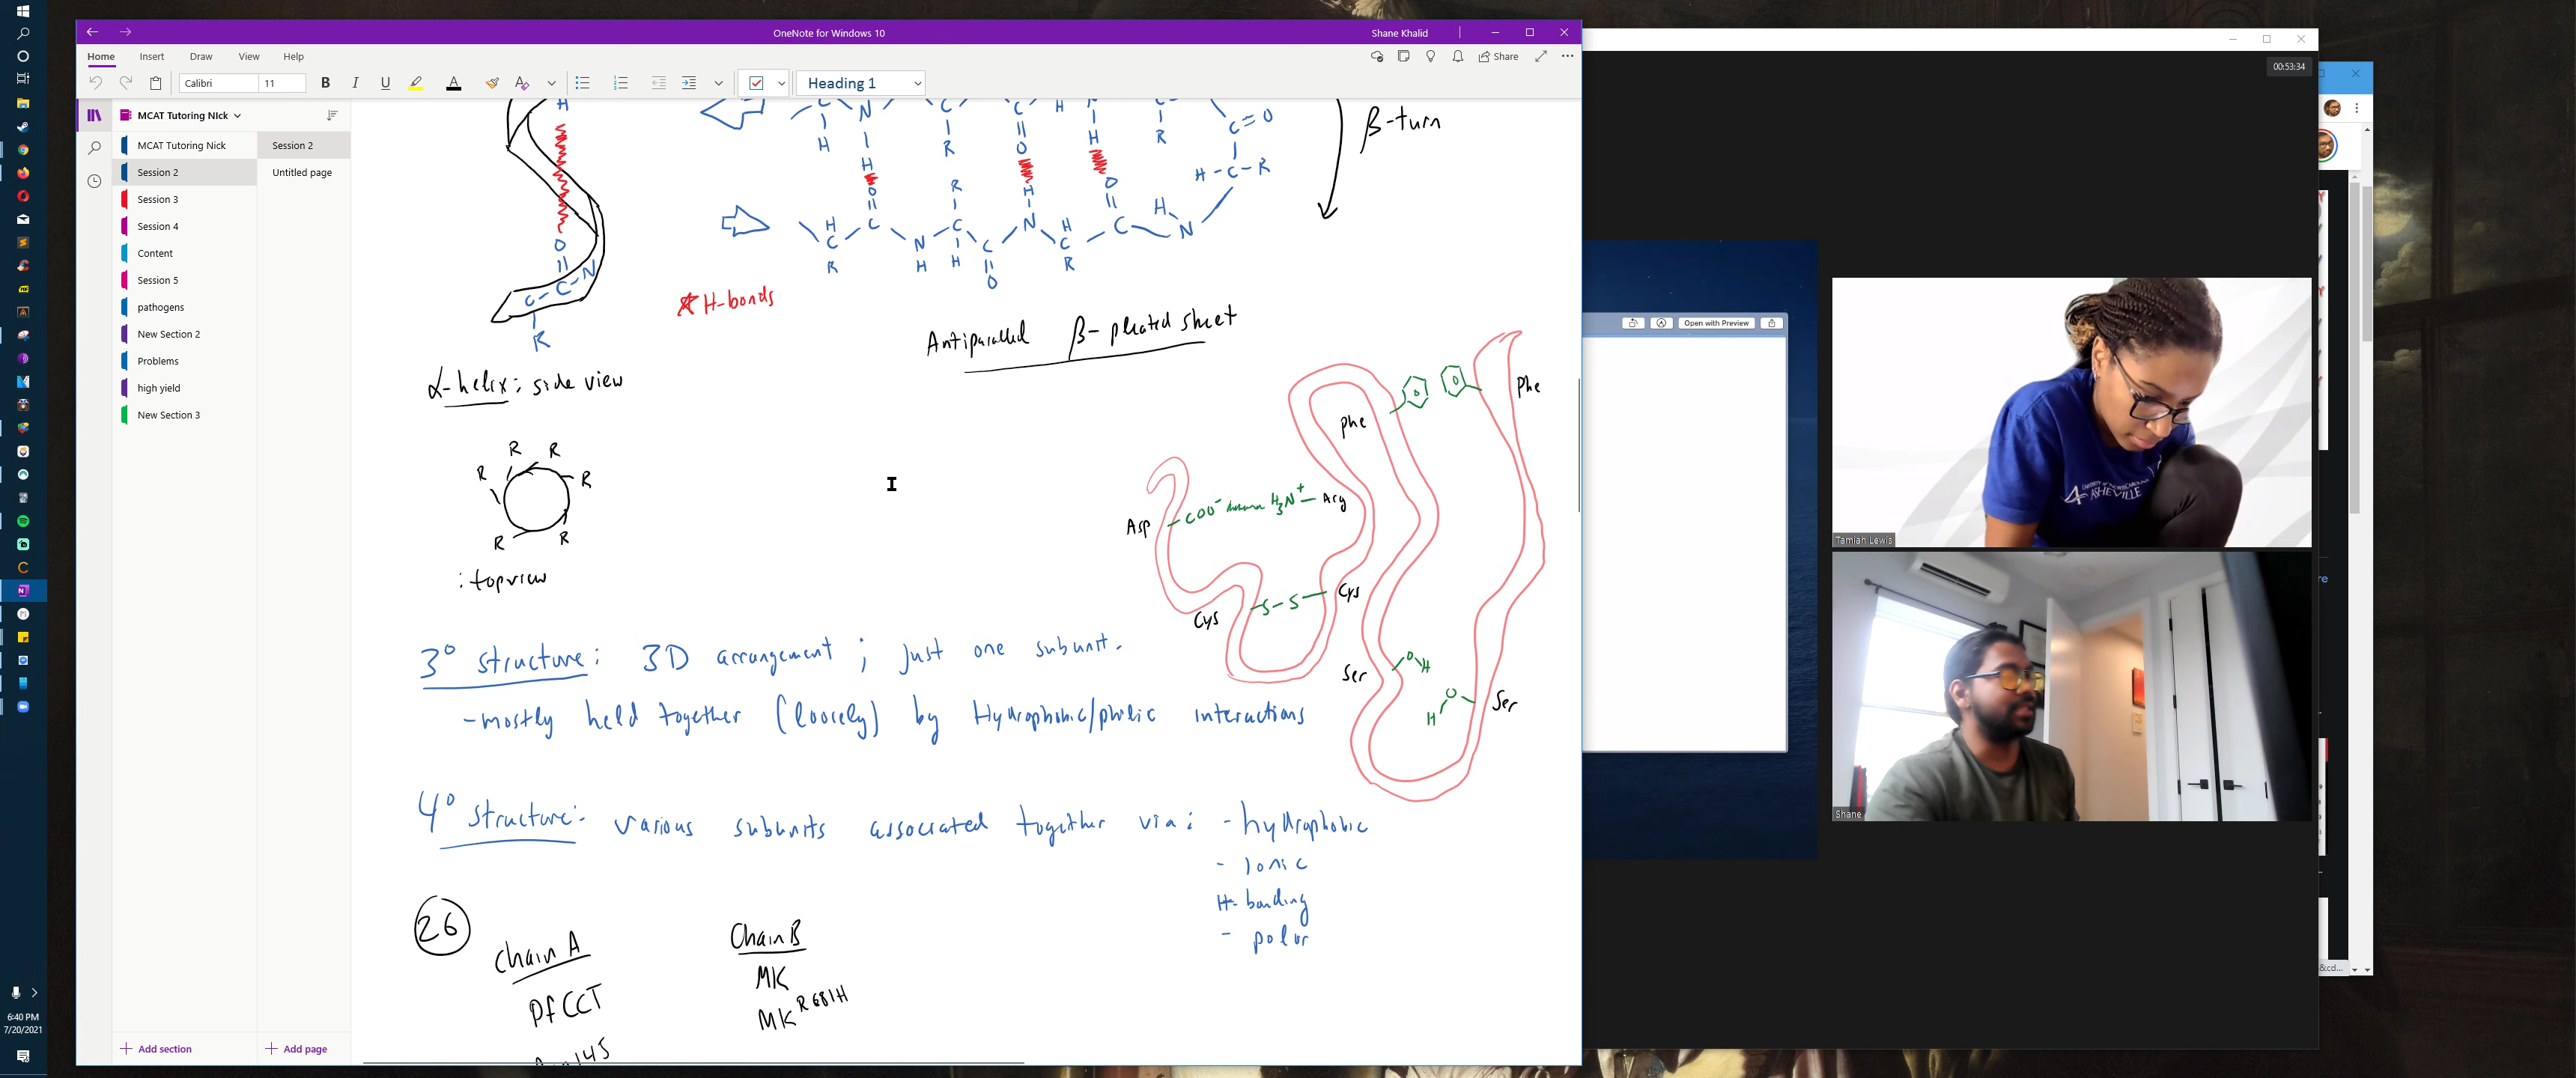 OneNote for Windows 10
Shane Khalid
Home Insert Draw View Help
Share
Calibri 11 B I U A Heading 1
MCAT Tutoring NIck
MCAT Tutoring Nick
Session 2
Session 3
Session 4
Content
Session 5
pathogens
New Section 2
Problems
high yield
New Section 3
Session 2
Untitled page
Add section
Add page
H
O
C - C - N
R
α-helix: side view
R R R R R R
: topview
C N C C H N C
H H R O H R
C=O
H-C-R
β-turn
H O H O
R H H
H C C N C C N H C C N
R H H O R
*H-bonds
Antiparallel β-pleated sheet
Phe
Phe
Asp COO⁻ H₃N⁺ Arg
Cys S-S Cys
Ser O H
H O Ser
3° structure: 3D arrangement ; just one subunit.
-mostly held together (loosely) by Hydrophobic/philic interactions
4° structure: various subunits associated together via: - hydrophobic
- Ionic
H-bonding
- polar
26
Chain A
PfCCT
Chain B
MK
MK R681H
00:53:34
Open with Preview
ASHEVILLE
Tamiah Lewis
Shane
6:40 PM
7/20/2021